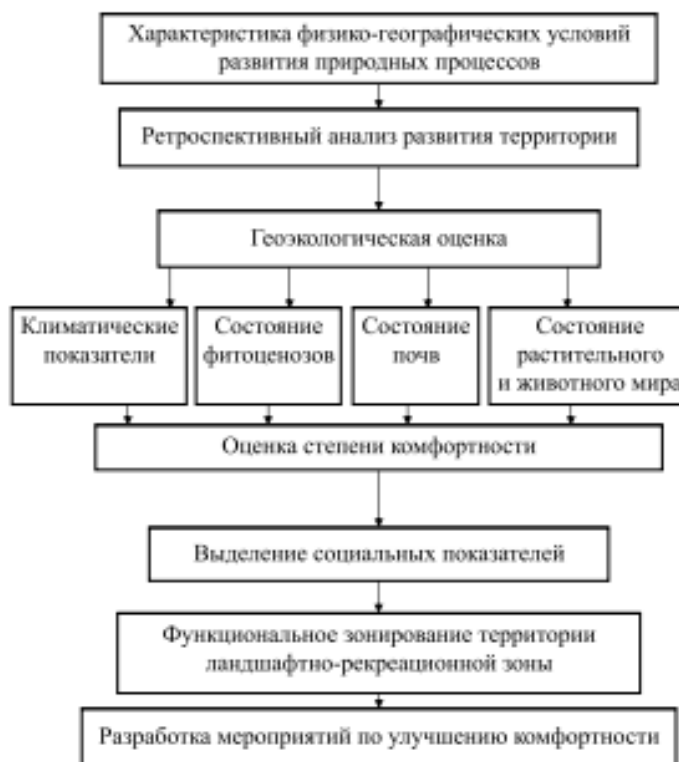 Характеристика физико-географических условий
развития природных процессов
Ретроспективный анализ развития территории
Геоэкологическая оценка
Климатические
показатели
Состояние
фитоценозов
Состояние
почв
Состояние
растительного
и животного мира
Оценка степени комфортности
Выделение социальных показателей
Функциональное зонирование территории
ландшафтно-рекреационной зоны
Разработка мероприятий по улучшению комфортности